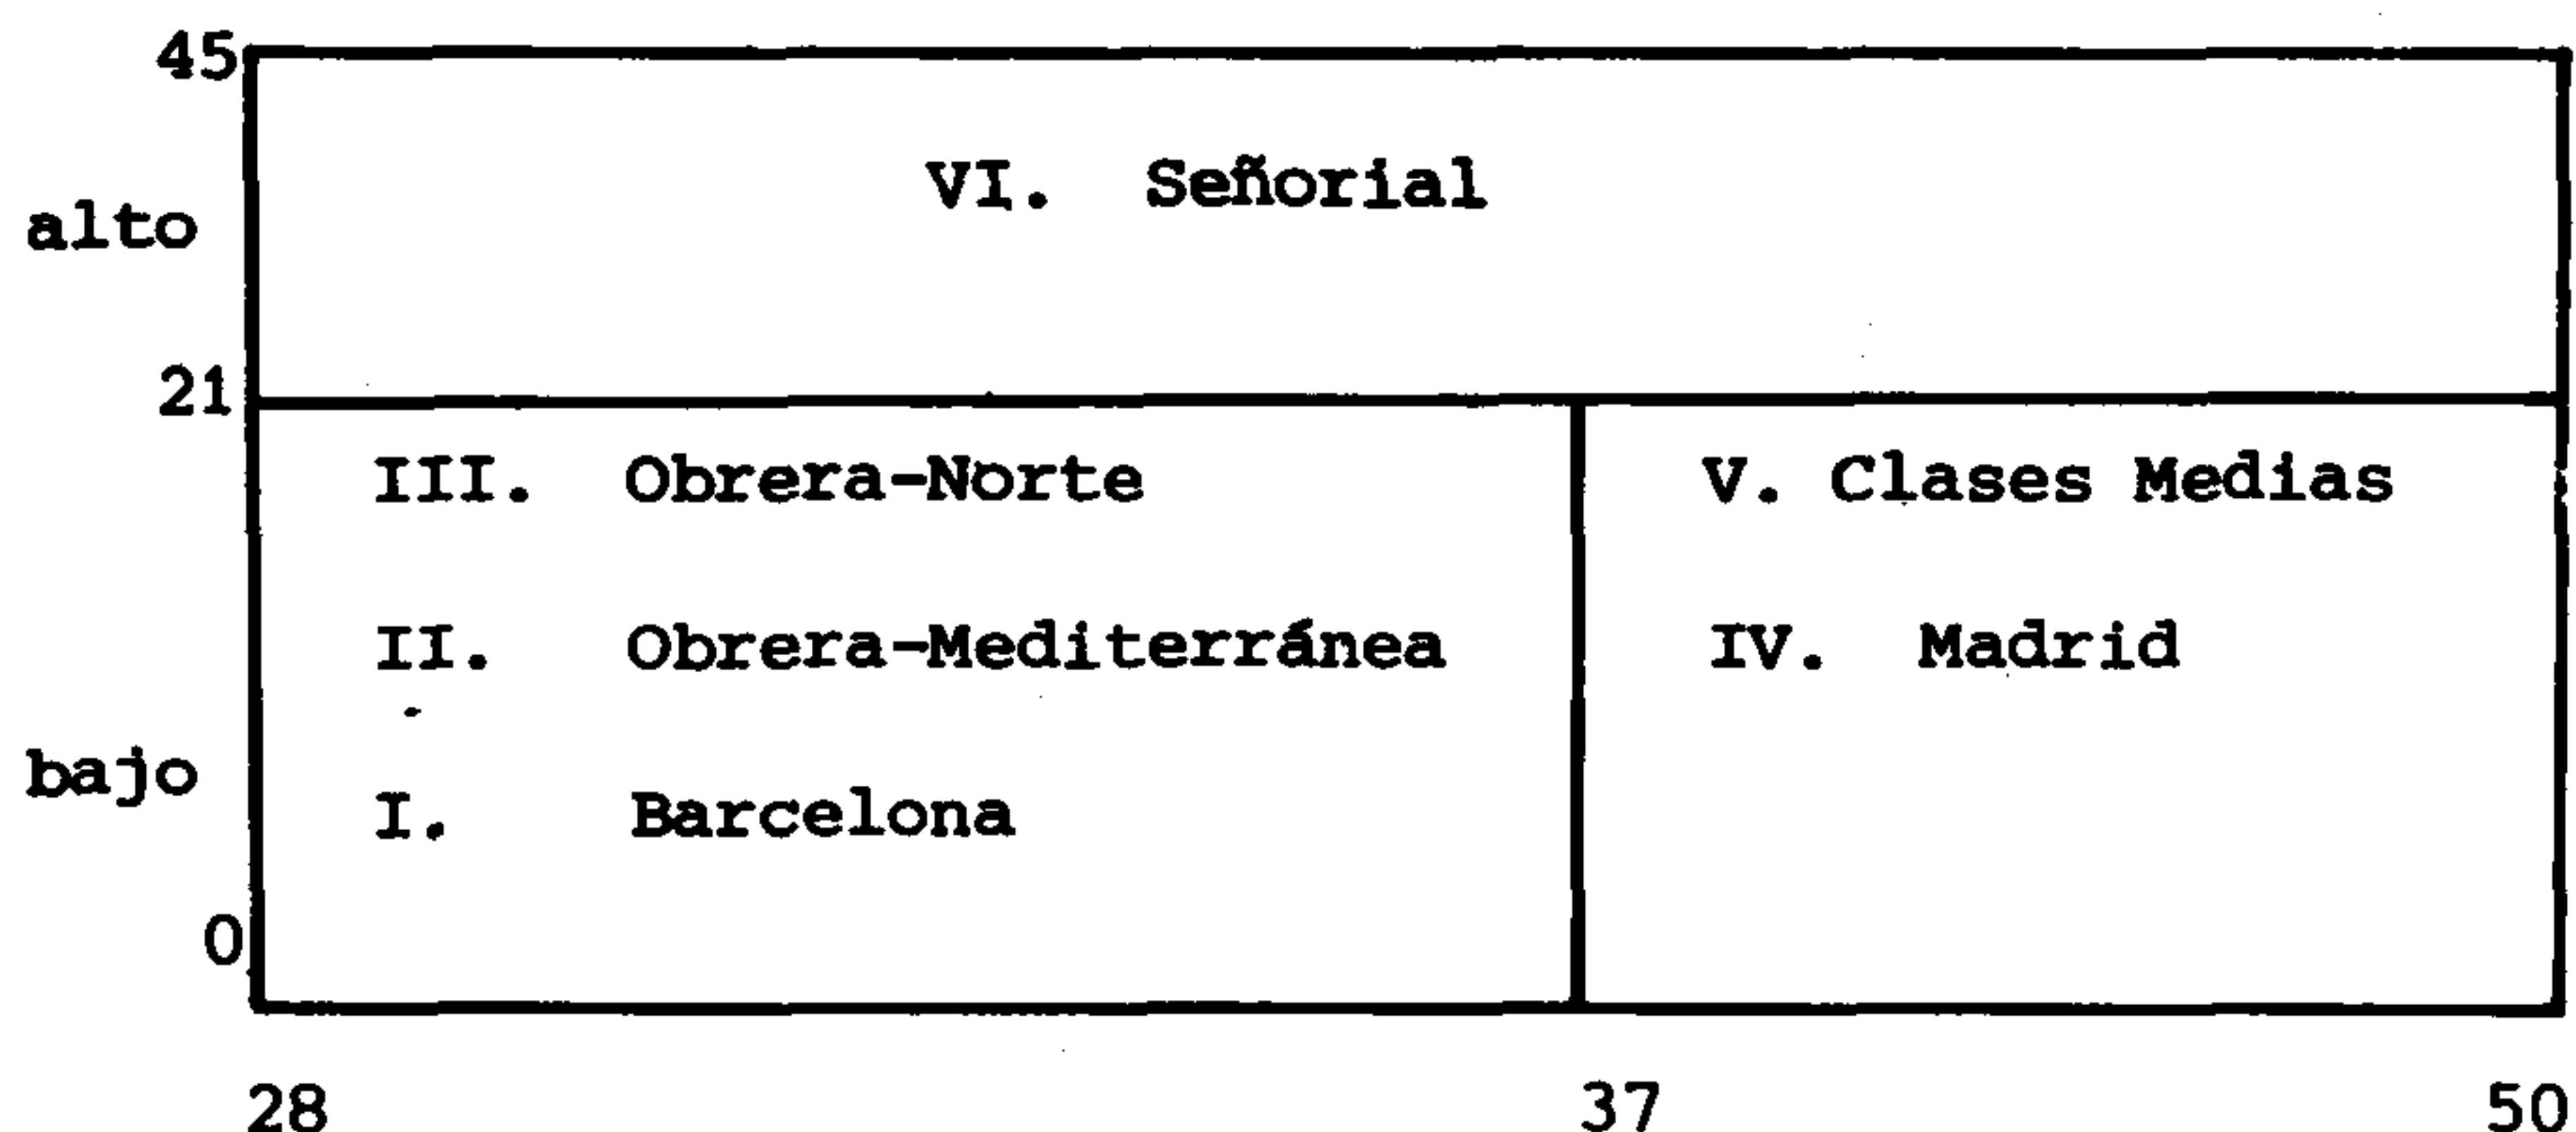 45
VI. Señorial
alto
21
III. Obrera-Norte
V. Clases Medias
II. Obrera-Mediterránea
IV. Madrid
bajo
I. Barcelona
0
28 37 50